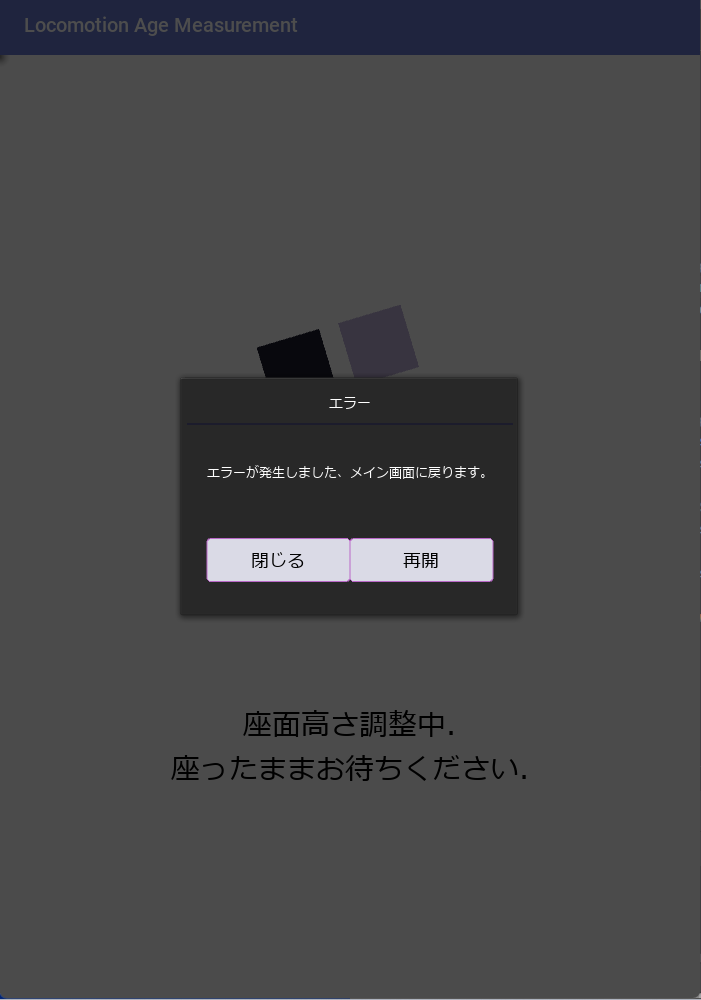 Locomotion Age Measurement
エラー
エラーが発生しました、メイン画面に戻ります。
閉じる
再開
座面高さ調整中.
座ったままお待ちください.